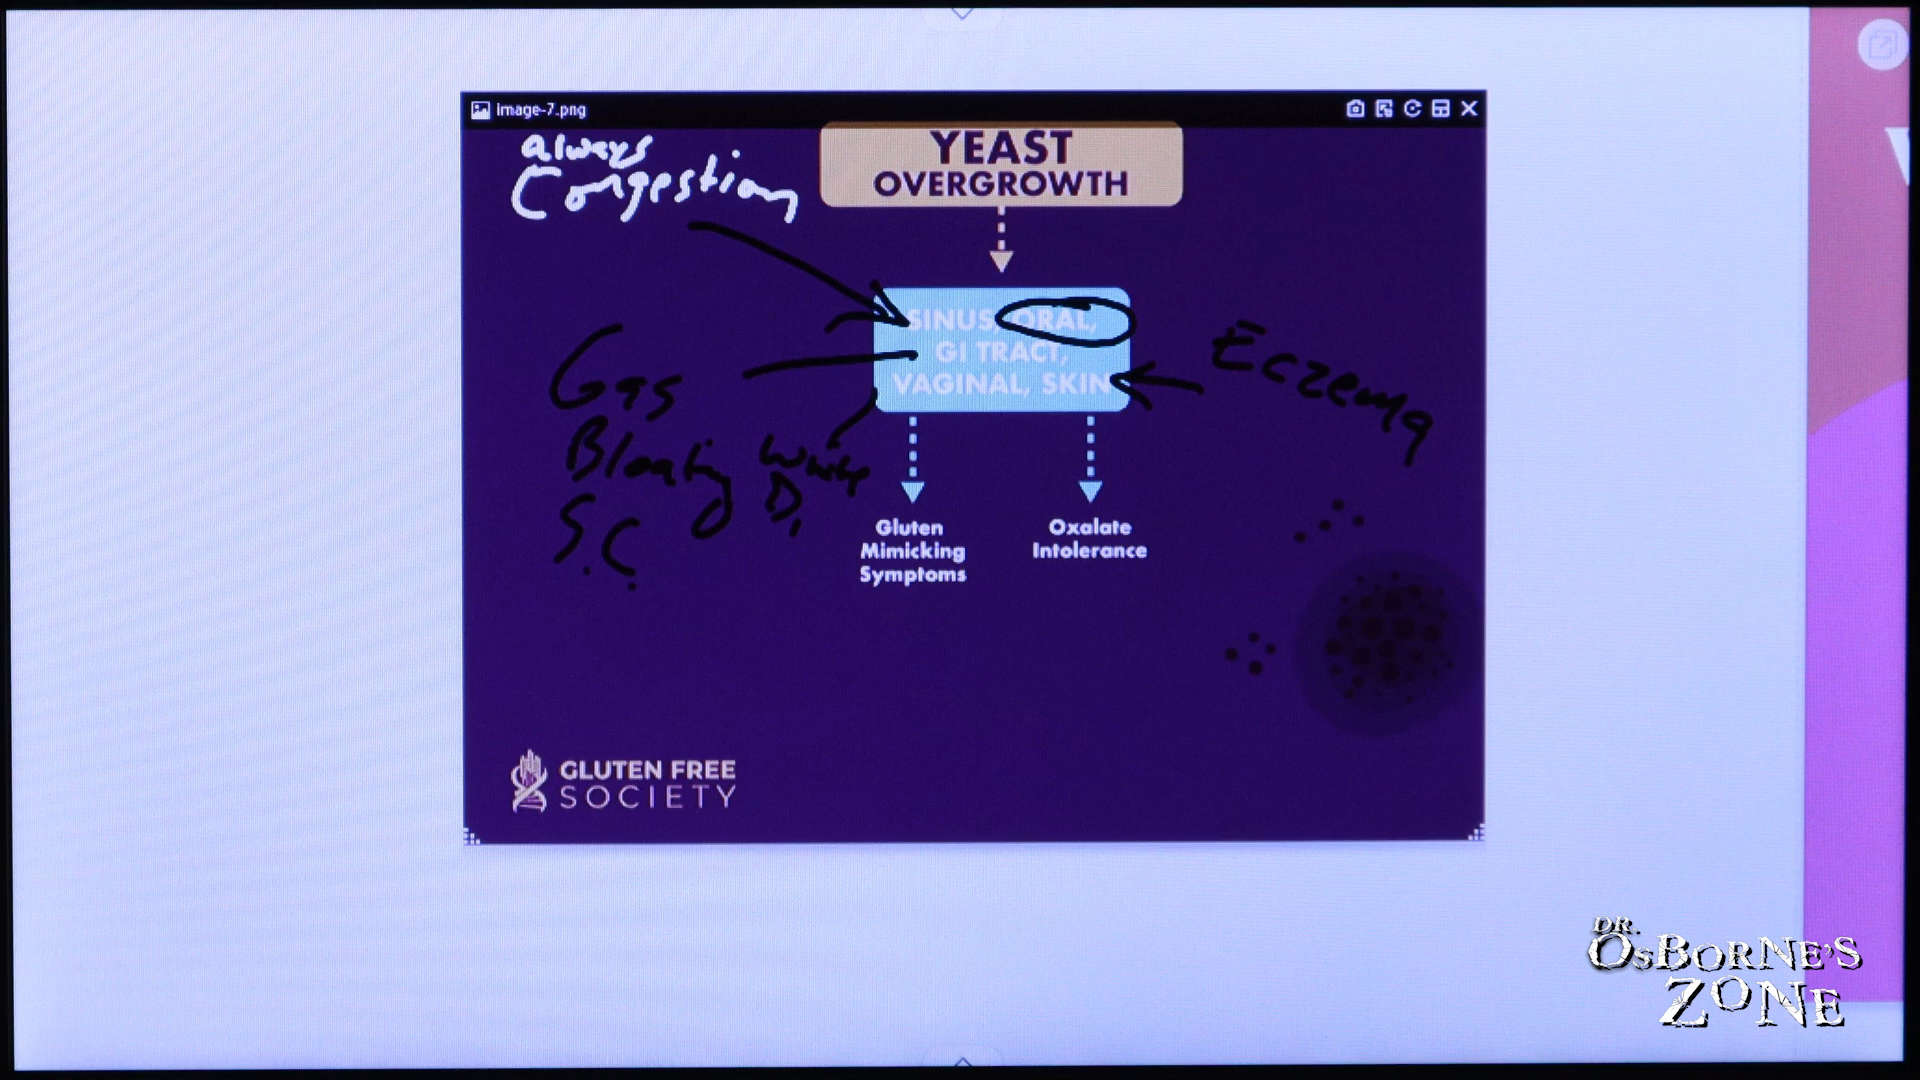 image-7.png
always
Congestion
YEAST
OVERGROWTH
SINUS, ORAL,
GI TRACT,
VAGINAL, SKIN
Gas
Bloating
S.C.
White
D.
Eczema
Gluten
Mimicking
Symptoms
Oxalate
Intolerance
GLUTEN FREE
SOCIETY
DR.
OSBORNE'S
ZONE